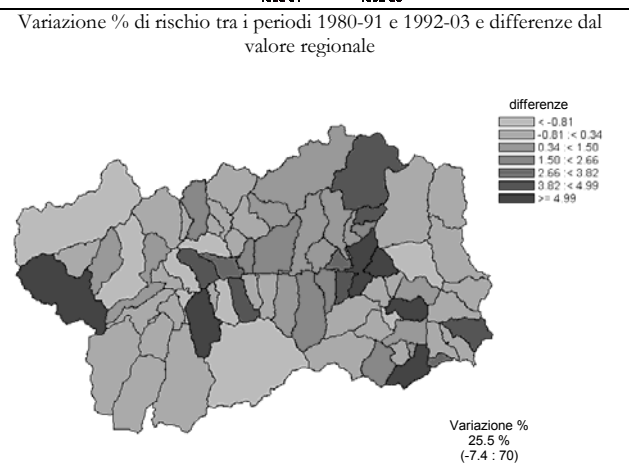 Variazione % di rischio tra i periodi 1980-91 e 1992-03 e differenze dal
valore regionale
differenze
< -0.81
-0.81 :< 0.34
0.34 :< 1.50
1.50 :< 2.66
2.66 :< 3.82
3.82 :< 4.99
>= 4.99
Variazione %
25.5 %
(-7.4 : 70)